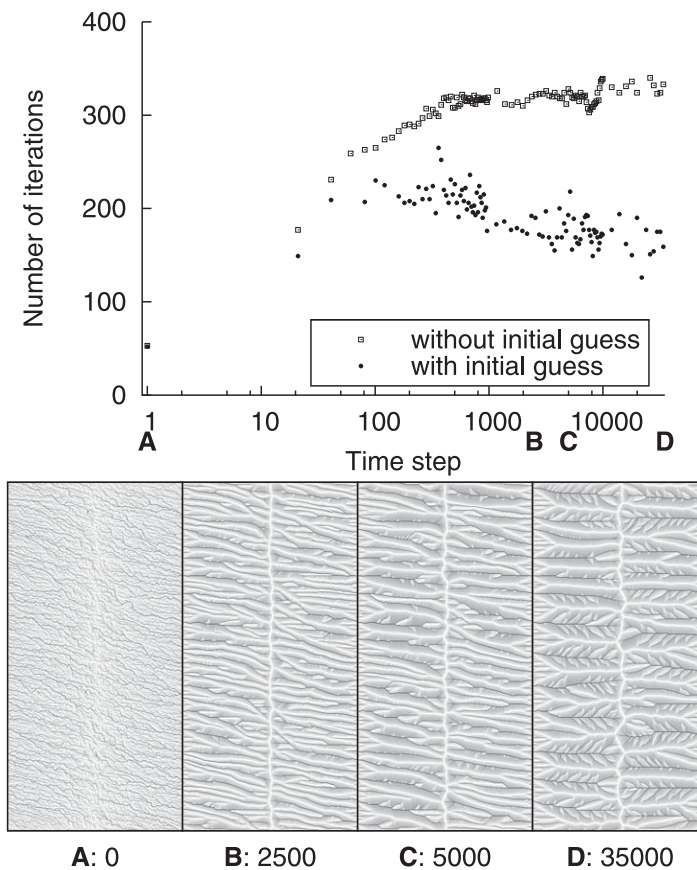 400
300
200
100
0
Number of iterations
without initial guess
with initial guess
1 10 100 1000 10000
A B C D
Time step
A: 0 B: 2500 C: 5000 D: 35000